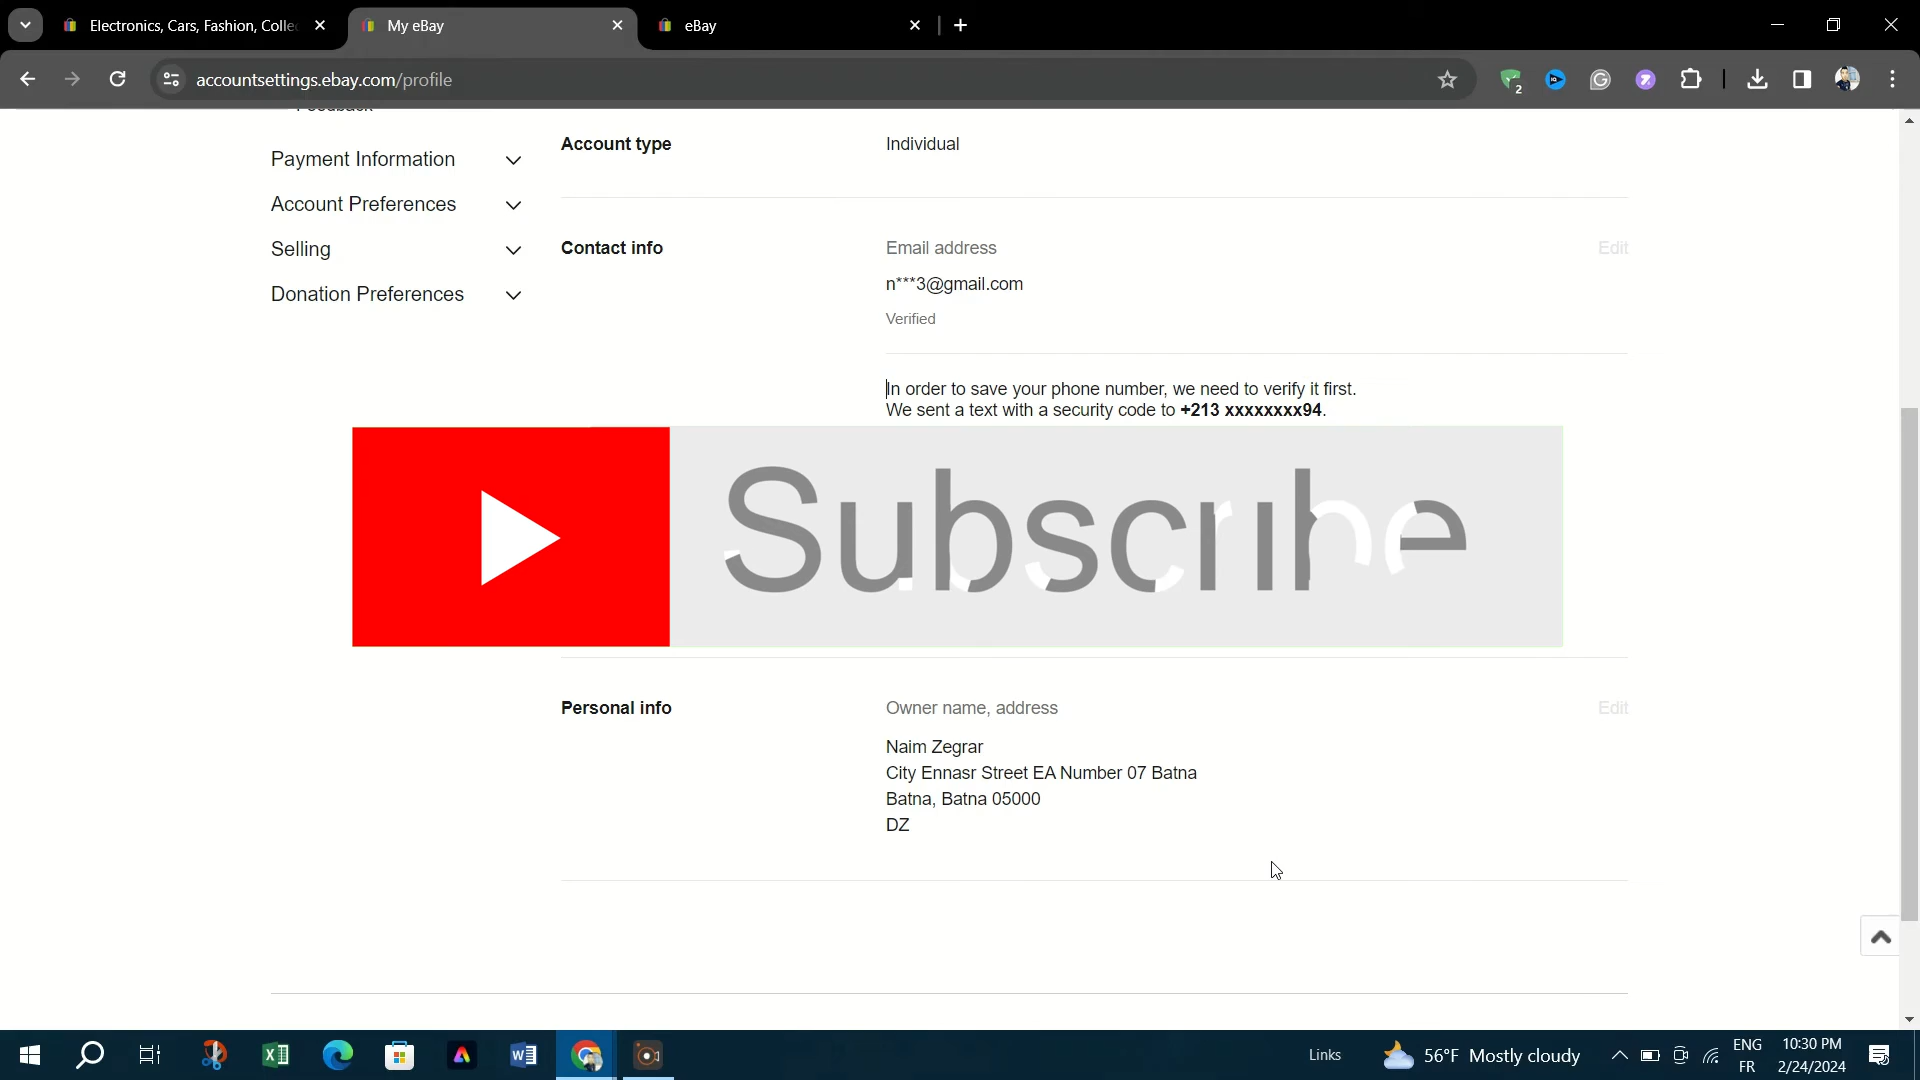 Electronics, Cars, Fashion, Colle
My eBay
eBay
accountsettings.ebay.com/profile
2
Feedback
Payment Information
Account Preferences
Selling
Donation Preferences
Account type
Individual
Contact info
Email address
Edit
n***3@gmail.com
Verified
In order to save your phone number, we need to verify it first.
We sent a text with a security code to +213 xxxxxxxx94.
Subscribe
Personal info
Owner name, address
Edit
Naim Zegrar
City Ennasr Street EA Number 07 Batna
Batna, Batna 05000
DZ
Links
56°F Mostly cloudy
ENG
FR
10:30 PM
2/24/2024